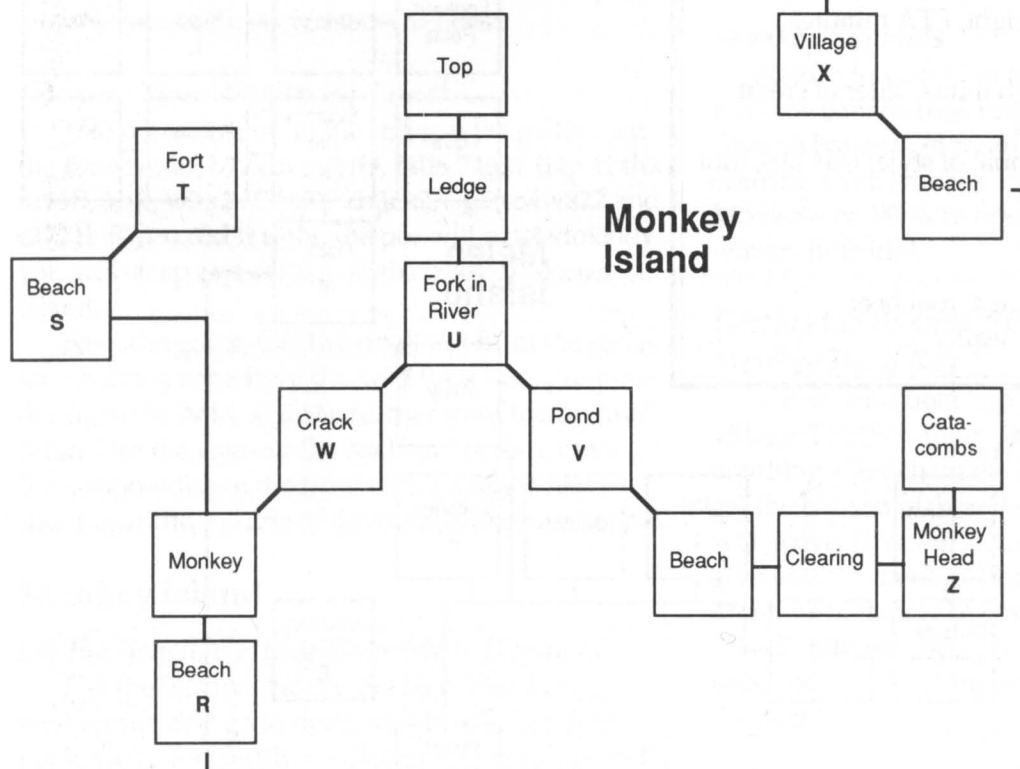 Village
X
Top
Fort
T
Ledge
Beach
Monkey
Island
Beach
S
Fork in
River
U
Crack
W
Pond
V
Cata-
combs
Monkey
Beach
Clearing
Monkey
Head
Z
Beach
R